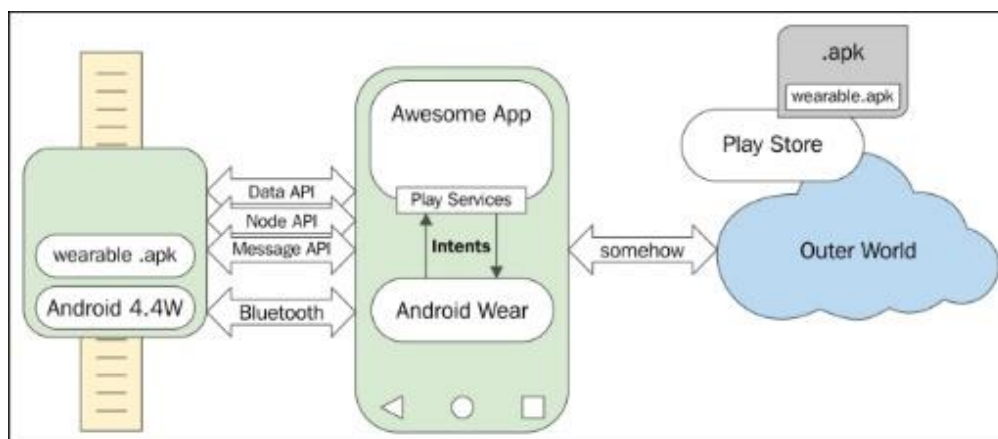 .apk
wearable.apk
Play Store
Awesome App
Play Services
Intents
Android Wear
Data API
Node API
Message API
Bluetooth
wearable .apk
Android 4.4W
somehow
Outer World